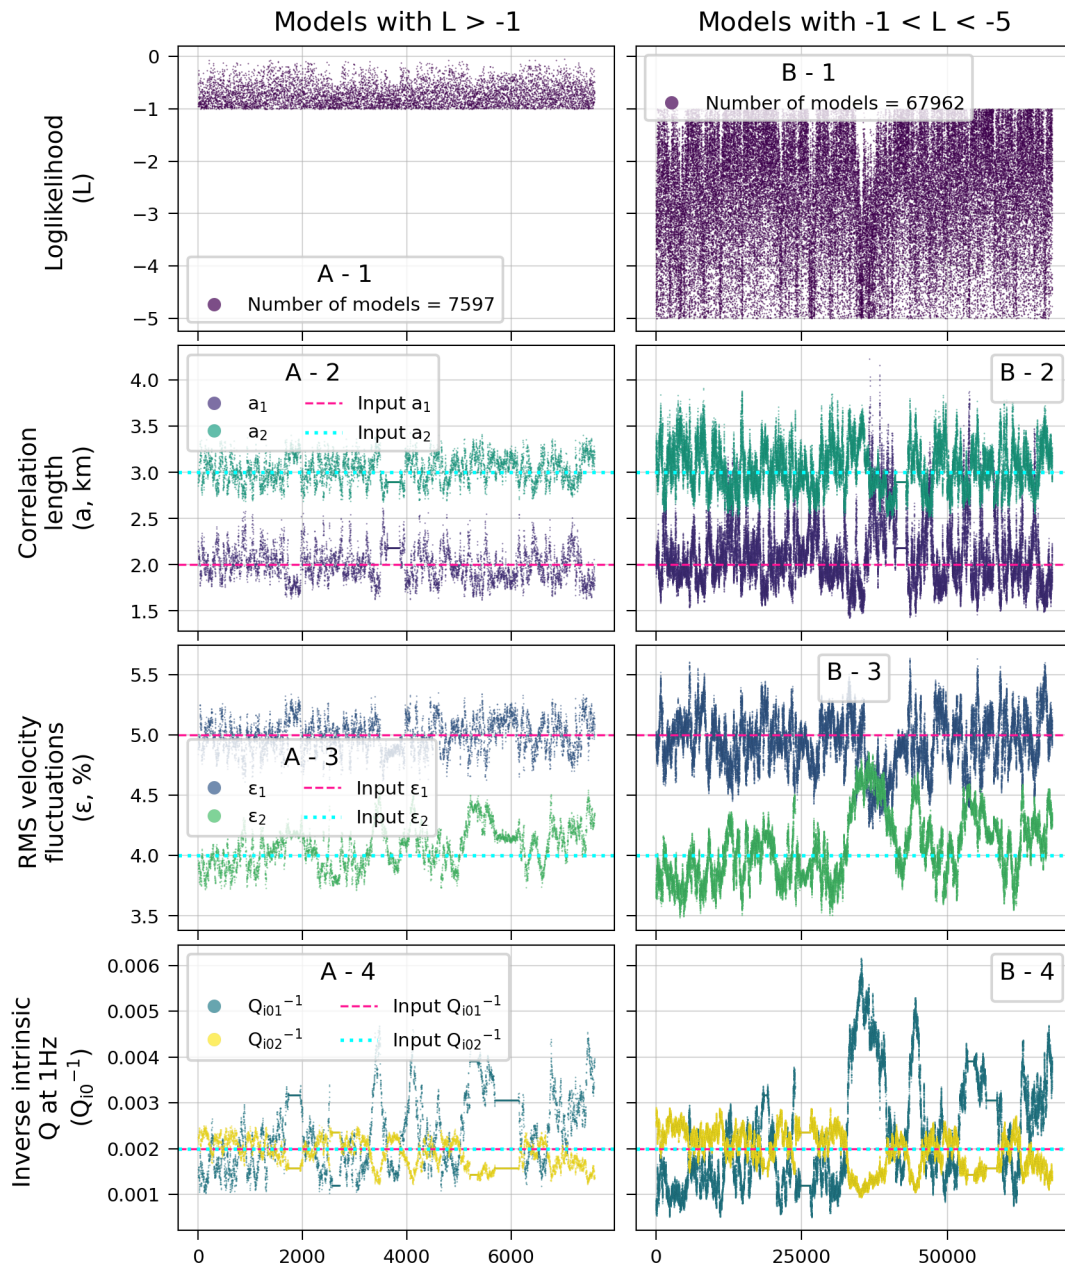 Models with L > -1
Models with -1 < L < -5
Loglikelihood
(L)
0
−1
−2
−3
−4
−5
A - 1
Number of models = 7597
B - 1
Number of models = 67962
Correlation
length
(a, km)
4.0
3.5
3.0
2.5
2.0
1.5
A - 2
a₁ Input a₁
a₂ Input a₂
B - 2
RMS velocity
fluctuations
(ε, %)
5.5
5.0
4.5
4.0
3.5
A - 3
ε₁ Input ε₁
ε₂ Input ε₂
B - 3
Inverse intrinsic
Q at 1Hz
(Qᵢ₀⁻¹)
0.006
0.005
0.004
0.003
0.002
0.001
A - 4
Qᵢ₀₁⁻¹ Input Qᵢ₀₁⁻¹
Qᵢ₀₂⁻¹ Input Qᵢ₀₂⁻¹
B - 4
0 2000 4000 6000
0 25000 50000